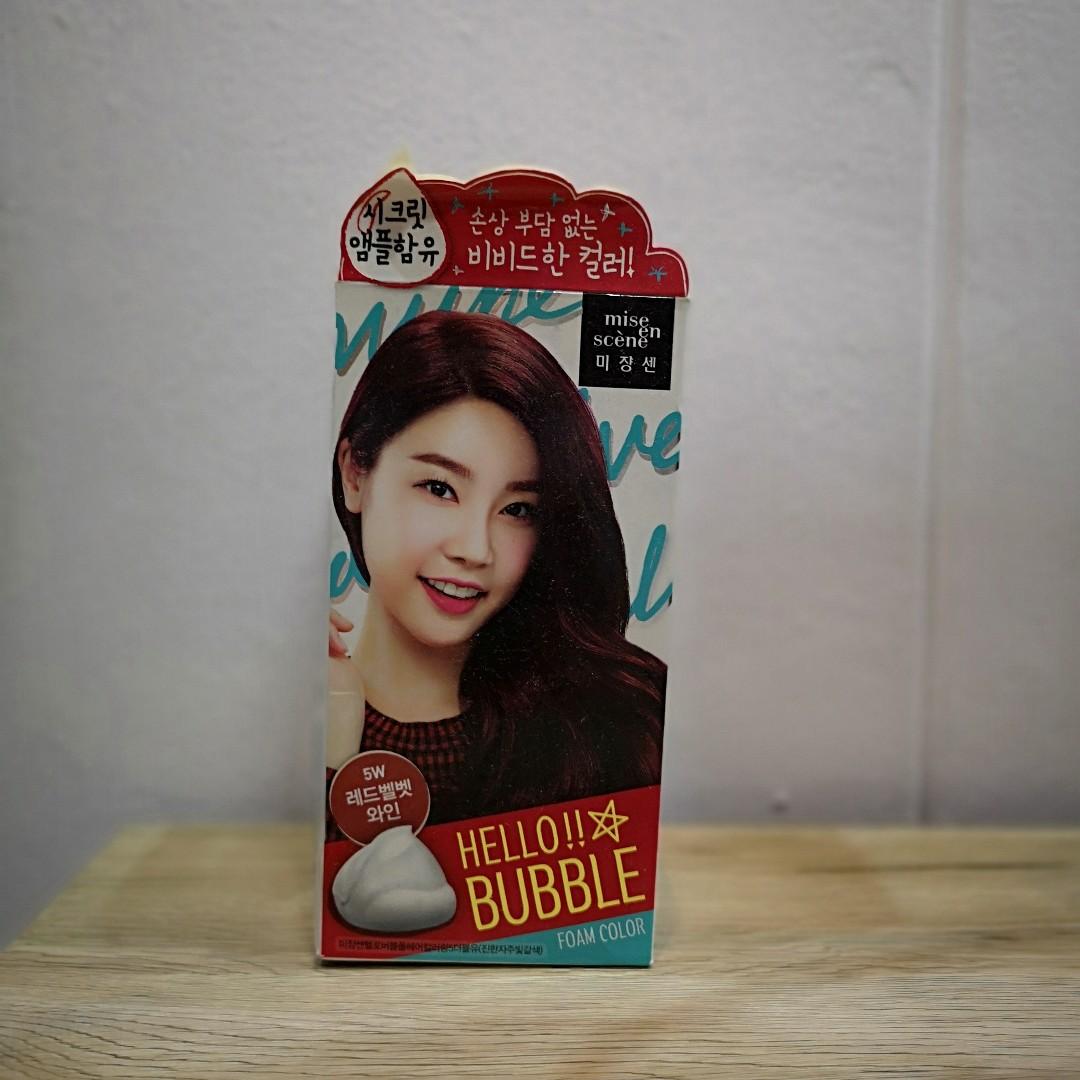 시크릿
앰플함유
손상 부담 없는
비비드한 컬러!
mise
en
scène
미쟝센
5W
레드벨벳
와인
HELLO!!
BUBBLE
FOAM COLOR